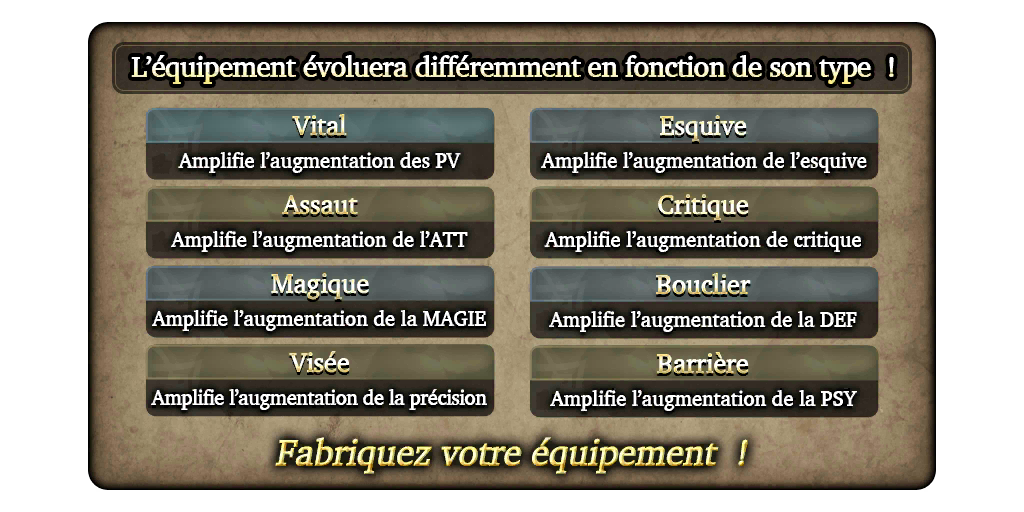 L'équipement évoluera différemment en fonction de son type !
Vital
Amplifie l'augmentation des PV
Esquive
Amplifie l'augmentation de l'esquive
Assaut
Amplifie l'augmentation de l'ATT
Critique
Amplifie l'augmentation de critique
Magique
Amplifie l'augmentation de la MAGIE
Bouclier
Amplifie l'augmentation de la DEF
Visée
Amplifie l'augmentation de la précision
Barrière
Amplifie l'augmentation de la PSY
Fabriquez votre équipement !